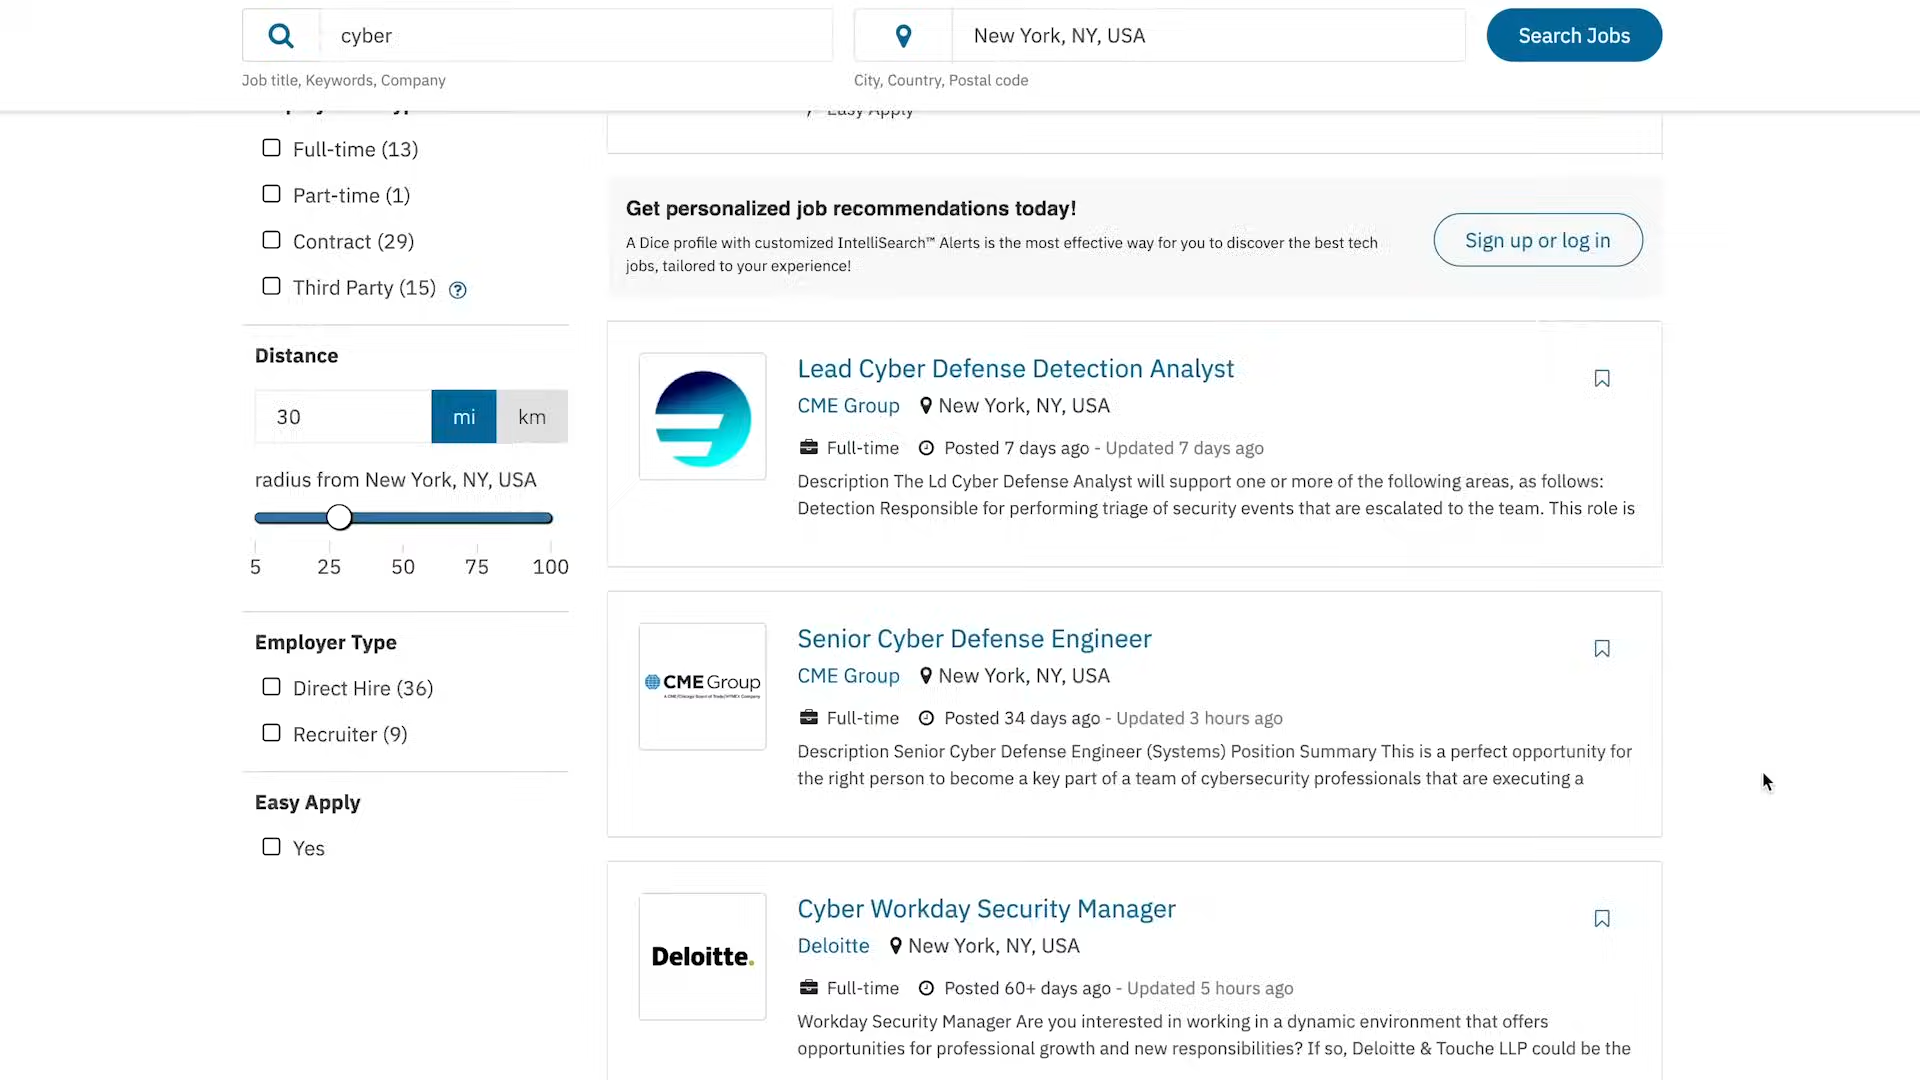 cyber
New York, NY, USA
Search Jobs
Job title, Keywords, Company
City, Country, Postal code
Easy Apply
Full-time (13)
Part-time (1)
Contract (29)
Third Party (15)
Get personalized job recommendations today!
A Dice profile with customized IntelliSearch™ Alerts is the most effective way for you to discover the best tech
jobs, tailored to your experience!
Sign up or log in
Distance
30
mi
km
radius from New York, NY, USA
5 25 50 75 100
Employer Type
Direct Hire (36)
Recruiter (9)
Easy Apply
Yes
Lead Cyber Defense Detection Analyst
CME Group New York, NY, USA
Full-time Posted 7 days ago - Updated 7 days ago
Description The Ld Cyber Defense Analyst will support one or more of the following areas, as follows:
Detection Responsible for performing triage of security events that are escalated to the team. This role is
CME Group
Senior Cyber Defense Engineer
CME Group New York, NY, USA
Full-time Posted 34 days ago - Updated 3 hours ago
Description Senior Cyber Defense Engineer (Systems) Position Summary This is a perfect opportunity for
the right person to become a key part of a team of cybersecurity professionals that are executing a
Deloitte.
Cyber Workday Security Manager
Deloitte New York, NY, USA
Full-time Posted 60+ days ago - Updated 5 hours ago
Workday Security Manager Are you interested in working in a dynamic environment that offers
opportunities for professional growth and new responsibilities? If so, Deloitte & Touche LLP could be the